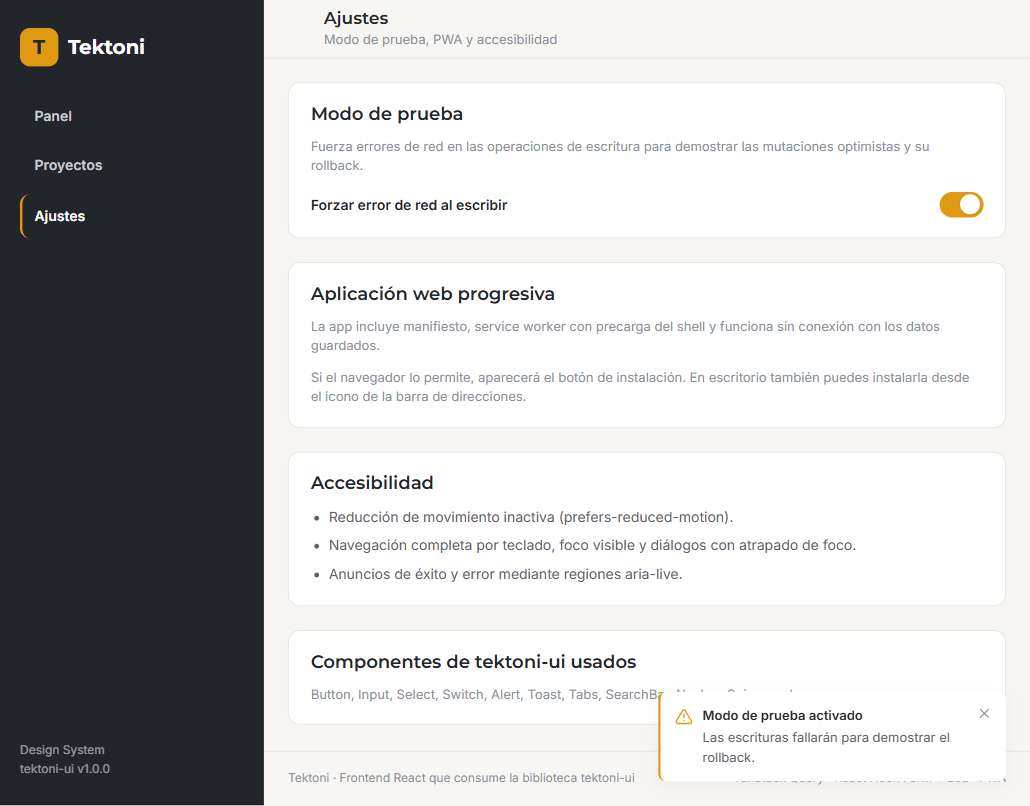 T Tektoni
Panel
Proyectos
Ajustes
Design System
tektoni-ui v1.0.0
Ajustes
Modo de prueba, PWA y accesibilidad
Modo de prueba
Fuerza errores de red en las operaciones de escritura para demostrar las mutaciones optimistas y su
rollback.
Forzar error de red al escribir
Aplicación web progresiva
La app incluye manifiesto, service worker con precarga del shell y funciona sin conexión con los datos
guardados.
Si el navegador lo permite, aparecerá el botón de instalación. En escritorio también puedes instalarla desde
el icono de la barra de direcciones.
Accesibilidad
• Reducción de movimiento inactiva (prefers-reduced-motion).
• Navegación completa por teclado, foco visible y diálogos con atrapado de foco.
• Anuncios de éxito y error mediante regiones aria-live.
Componentes de tektoni-ui usados
Button, Input, Select, Switch, Alert, Toast, Tabs,
Modo de prueba activado
Las escrituras fallarán para demostrar el
rollback.
Tektoni · Frontend React que consume la biblioteca tektoni-ui